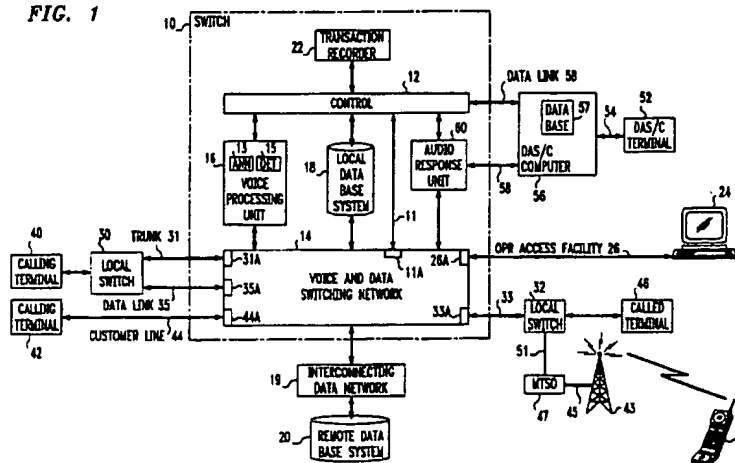 FIG. 1
10
SWITCH
22
TRANSACTION RECORDER
12
CONTROL
DATA LINK 58
DATA BASE
57
54
52
DAS/C TERMINAL
DAS/C COMPUTER
56
13
15
ANN
DET
16
VOICE PROCESSING UNIT
18
LOCAL DATA BASE SYSTEM
60
AUDIO RESPONSE UNIT
58
11
24
14
40
CALLING TERMINAL
30
LOCAL SWITCH
TRUNK 31
31A
11A
26A
OPR ACCESS FACILITY 26
VOICE AND DATA SWITCHING NETWORK
DATA LINK 35
35A
CALLING TERMINAL
42
CUSTOMER LINE 44
44A
33A
33
32
LOCAL SWITCH
46
CALLED TERMINAL
51
19
INTERCONNECTING DATA NETWORK
MTSO
47
45
43
20
REMOTE DATA BASE SYSTEM